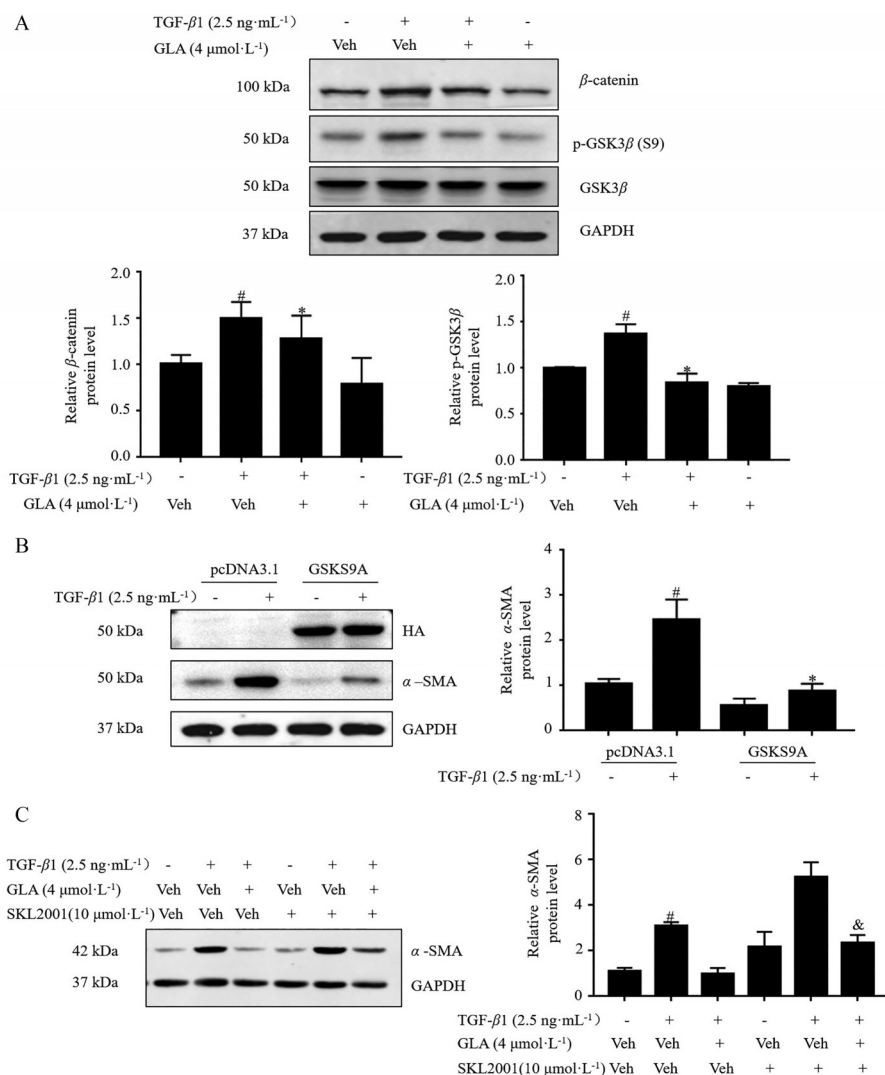 A
TGF-β1 (2.5 ng·mL-1) - + + -
GLA (4 μmol·L-1) Veh Veh + +
100 kDa β-catenin
50 kDa p-GSK3β (S9)
50 kDa GSK3β
37 kDa GAPDH
Relative β-catenin
protein level
2.0
1.5
1.0
0.5
0.0
# *
TGF-β1 (2.5 ng·mL-1) - + + -
GLA (4 μmol·L-1) Veh Veh + +
Relative p-GSK3β
protein level
2.0
1.5
1.0
0.5
0.0
# *
TGF-β1 (2.5 ng·mL-1) - + + -
GLA (4 μmol·L-1) Veh Veh + +
B
pcDNA3.1 GSKS9A
TGF-β1 (2.5 ng·mL-1) - + - +
50 kDa HA
50 kDa α-SMA
37 kDa GAPDH
Relative α-SMA
protein level
4
3
2
1
0
# *
pcDNA3.1 GSKS9A
TGF-β1 (2.5 ng·mL-1) - + - +
C
TGF-β1 (2.5 ng·mL-1) - + + - + +
GLA (4 μmol·L-1) Veh Veh + Veh Veh +
SKL2001(10 μmol·L-1) Veh Veh Veh + + +
42 kDa α-SMA
37 kDa GAPDH
Relative α-SMA
protein level
8
6
4
2
0
# &
TGF-β1 (2.5 ng·mL-1) - + + - + +
GLA (4 μmol·L-1) Veh Veh + Veh Veh +
SKL2001(10 μmol·L-1) Veh Veh Veh + + +